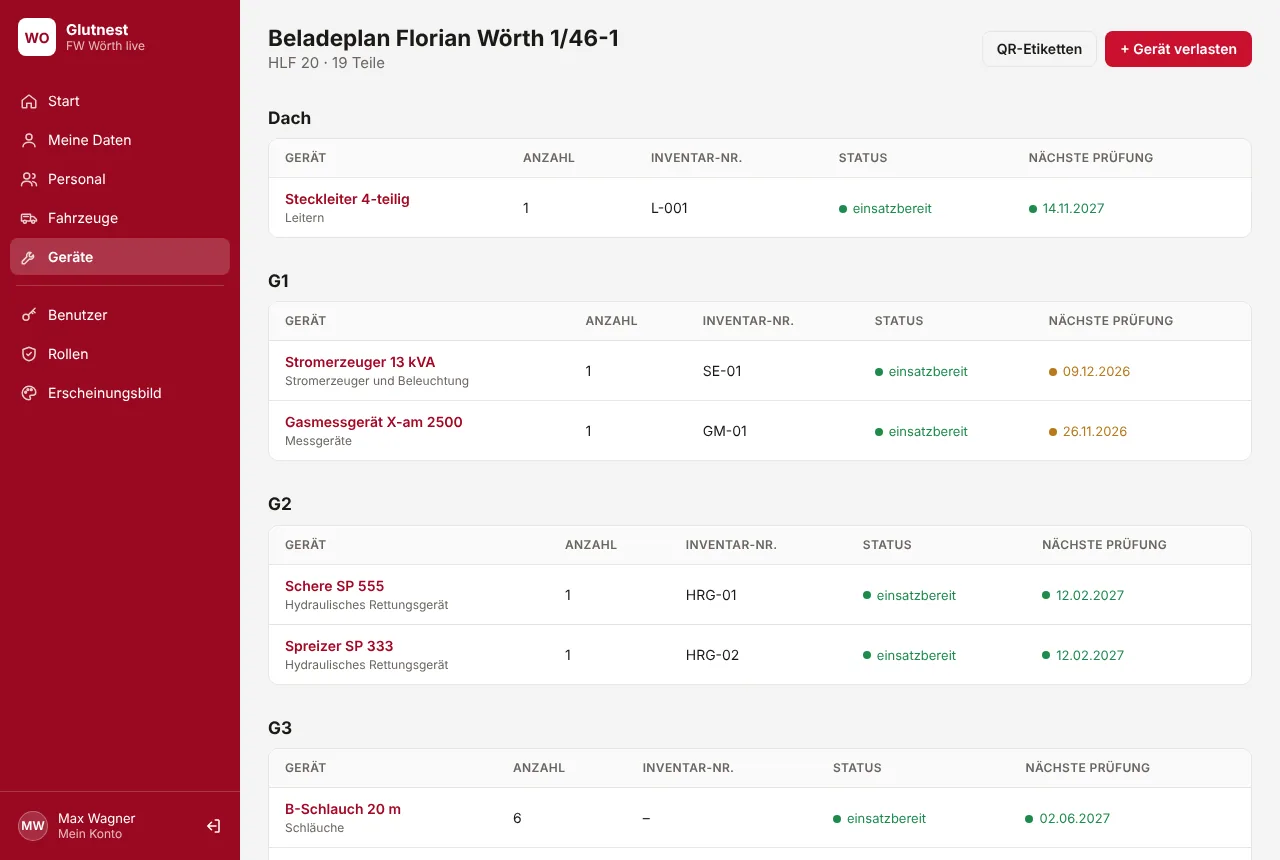 WO
Glutnest
FW Wörth live
Start
Meine Daten
Personal
Fahrzeuge
Geräte
Benutzer
Rollen
Erscheinungsbild
MW
Max Wagner
Mein Konto
Beladeplan Florian Wörth 1/46-1
HLF 20 · 19 Teile
QR-Etiketten
+ Gerät verlasten
Dach
GERÄT ANZAHL INVENTAR-NR. STATUS NÄCHSTE PRÜFUNG
Steckleiter 4-teilig 1 L-001 einsatzbereit 14.11.2027
Leitern
G1
GERÄT ANZAHL INVENTAR-NR. STATUS NÄCHSTE PRÜFUNG
Stromerzeuger 13 kVA 1 SE-01 einsatzbereit 09.12.2026
Stromerzeuger und Beleuchtung
Gasmessgerät X-am 2500 1 GM-01 einsatzbereit 26.11.2026
Messgeräte
G2
GERÄT ANZAHL INVENTAR-NR. STATUS NÄCHSTE PRÜFUNG
Schere SP 555 1 HRG-01 einsatzbereit 12.02.2027
Hydraulisches Rettungsgerät
Spreizer SP 333 1 HRG-02 einsatzbereit 12.02.2027
Hydraulisches Rettungsgerät
G3
GERÄT ANZAHL INVENTAR-NR. STATUS NÄCHSTE PRÜFUNG
B-Schlauch 20 m 6 – einsatzbereit 02.06.2027
Schläuche